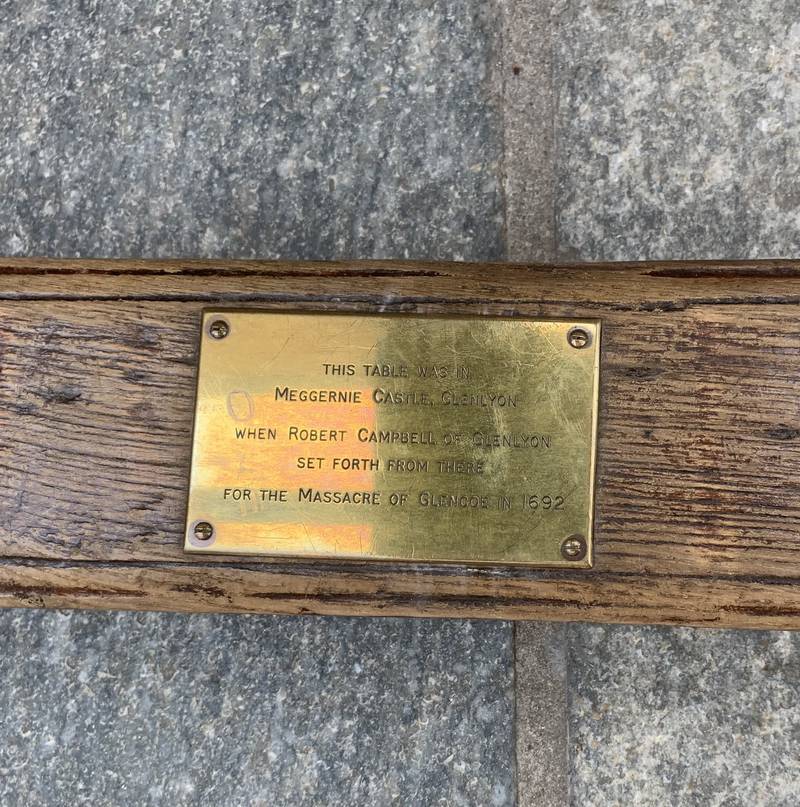 THIS TABLE WAS IN
MEGGERNIE CASTLE, GLENLYON
WHEN ROBERT CAMPBELL OF GLENLYON
SET FORTH FROM THERE
FOR THE MASSACRE OF GLENCOE IN 1692